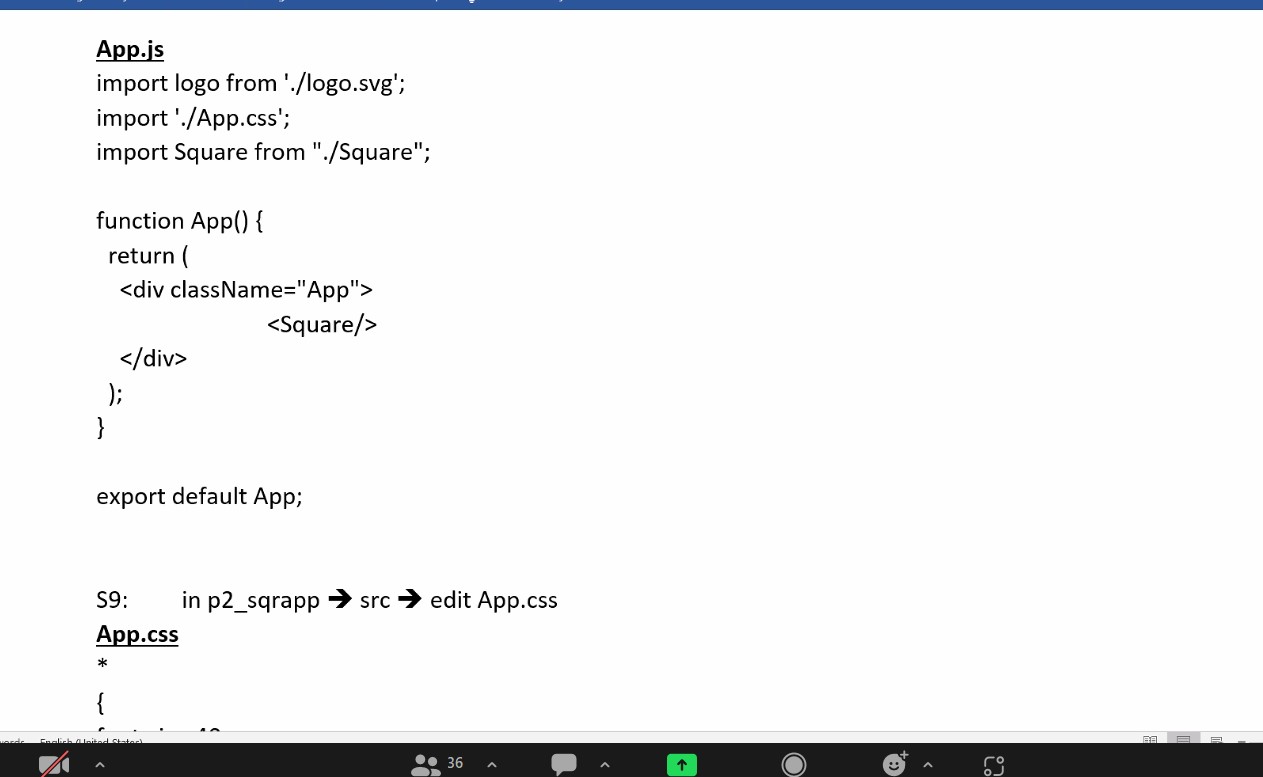 App.js
import logo from './logo.svg';
import './App.css';
import Square from "./Square";
function App() {
return (
<div className="App">
<Square/>
</div>
);
}
export default App;
S9: in p2_sqrapp ➔ src ➔ edit App.css
App.css
*
{
English (United States)
36